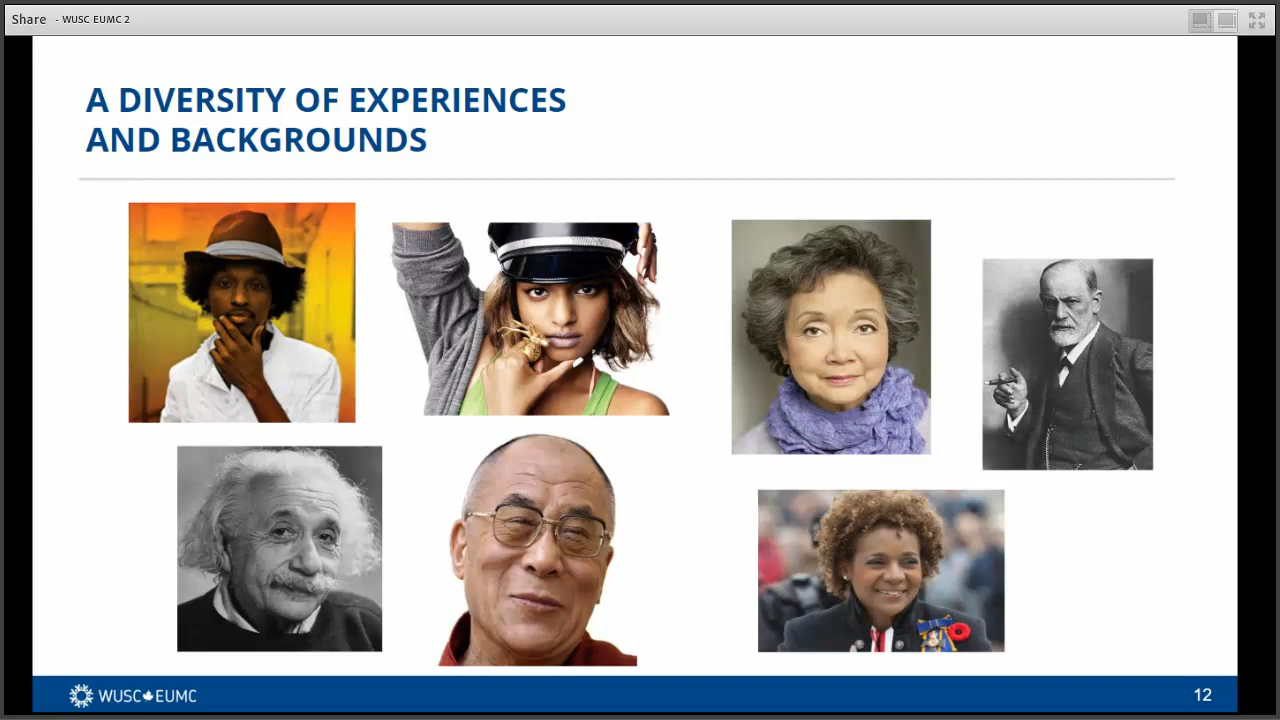 Share - WUSC EUMC 2
A DIVERSITY OF EXPERIENCES
AND BACKGROUNDS
WUSC EUMC
12